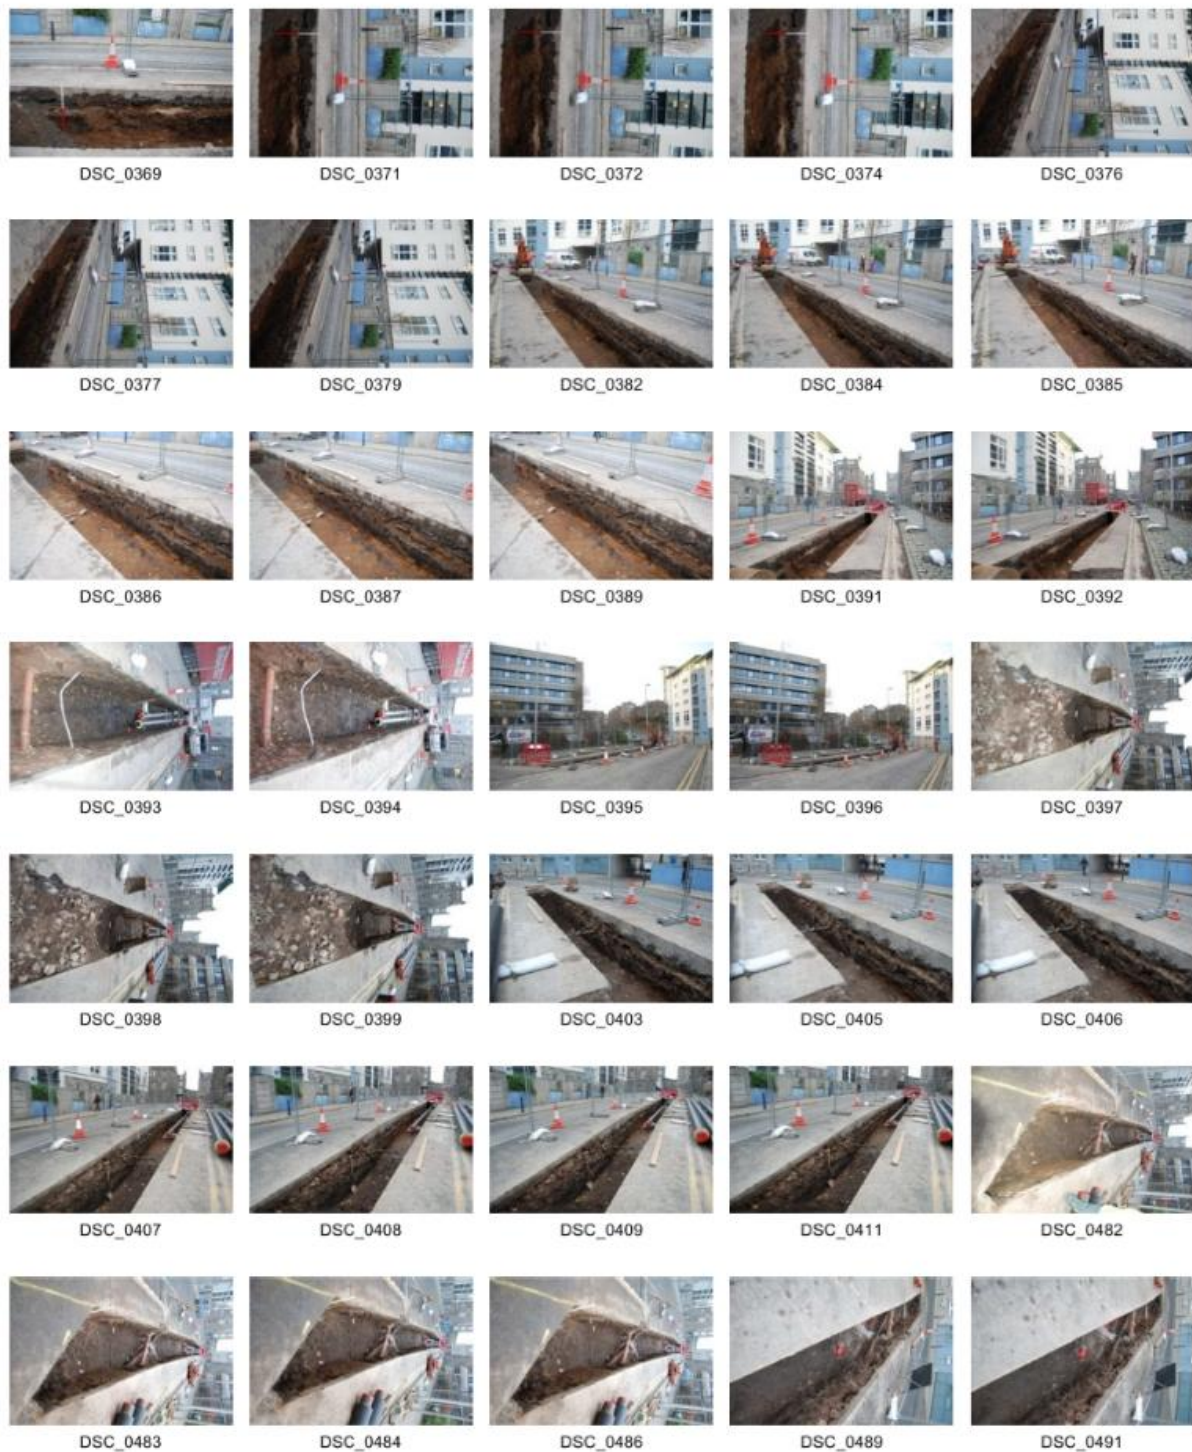 DSC_0369 DSC_0371 DSC_0372 DSC_0374 DSC_0376
DSC_0377 DSC_0379 DSC_0382 DSC_0384 DSC_0385
DSC_0386 DSC_0387 DSC_0389 DSC_0391 DSC_0392
DSC_0393 DSC_0394 DSC_0395 DSC_0396 DSC_0397
DSC_0398 DSC_0399 DSC_0403 DSC_0405 DSC_0406
DSC_0407 DSC_0408 DSC_0409 DSC_0411 DSC_0482
DSC_0483 DSC_0484 DSC_0486 DSC_0489 DSC_0491